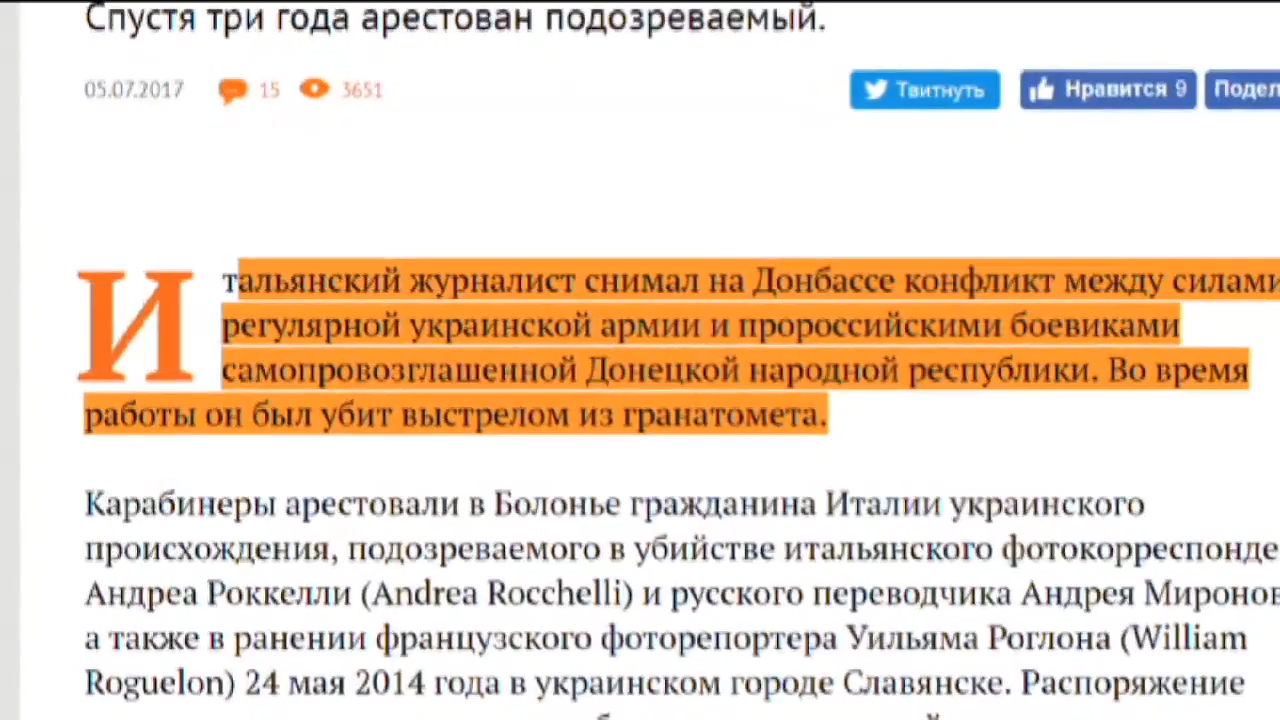 Спустя три года арестован подозреваемый.
05.07.2017 15 3651 Твитнуть Нравится 9
Итальянский журналист снимал на Донбассе конфликт между силами
регулярной украинской армии и пророссийскими боевиками
самопровозглашенной Донецкой народной республики. Во время
работы он был убит выстрелом из гранатомета.
Карабинеры арестовали в Болонье гражданина Италии украинского
происхождения, подозреваемого в убийстве итальянского фотокорреспонде
Андреа Роккелли (Andrea Rocchelli) и русского переводчика Андрея Миронов
а также в ранении французского фоторепортера Уильяма Роглона (William
Roguelon) 24 мая 2014 года в украинском городе Славянске. Распоряжение